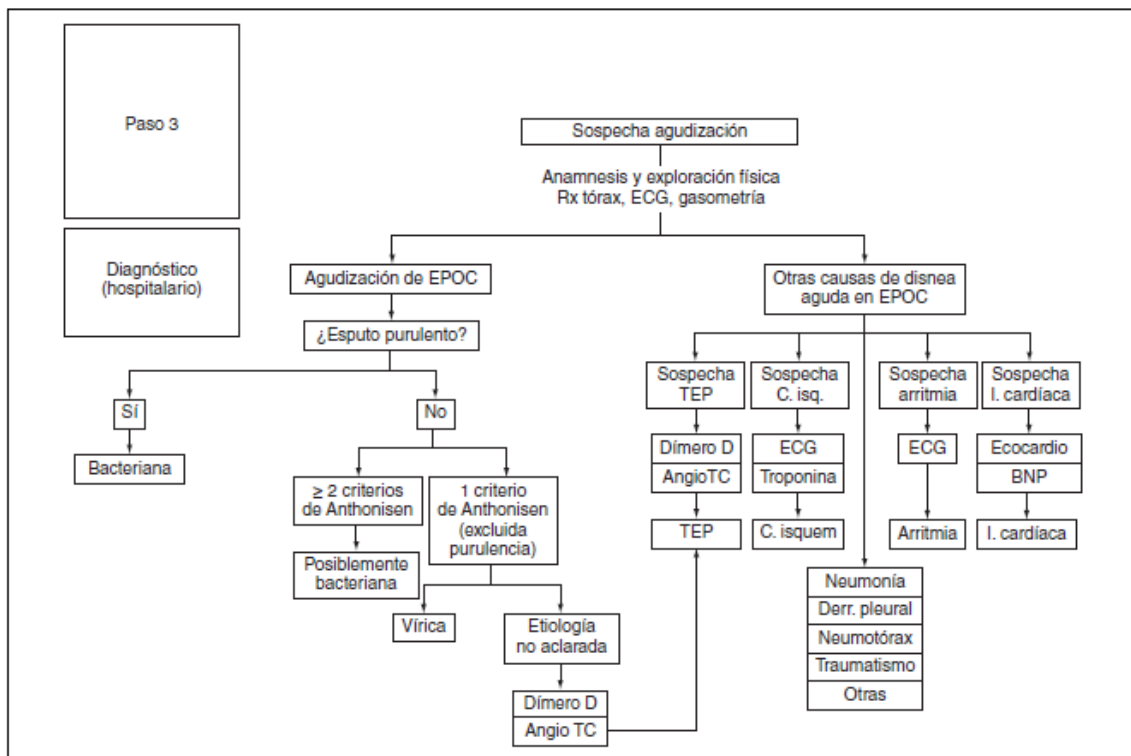 Paso 3
Diagnóstico
(hospitalario)
Sospecha agudización
Anamnesis y exploración física
Rx tórax, ECG, gasometría
Agudización de EPOC
¿Esputo purulento?
Sí
Bacteriana
No
≥ 2 criterios
de Anthonisen
Posiblemente
bacteriana
1 criterio
de Anthonisen
(excluida
purulencia)
Vírica
Etiología
no aclarada
Dímero D
Angio TC
Otras causas de disnea
aguda en EPOC
Sospecha
TEP
Dímero D
AngioTC
TEP
Sospecha
C. isq.
ECG
Troponina
C. isquem
Sospecha
arritmia
ECG
Arritmia
Sospecha
I. cardíaca
Ecocardio
BNP
I. cardíaca
Neumonía
Derr. pleural
Neumotórax
Traumatismo
Otras